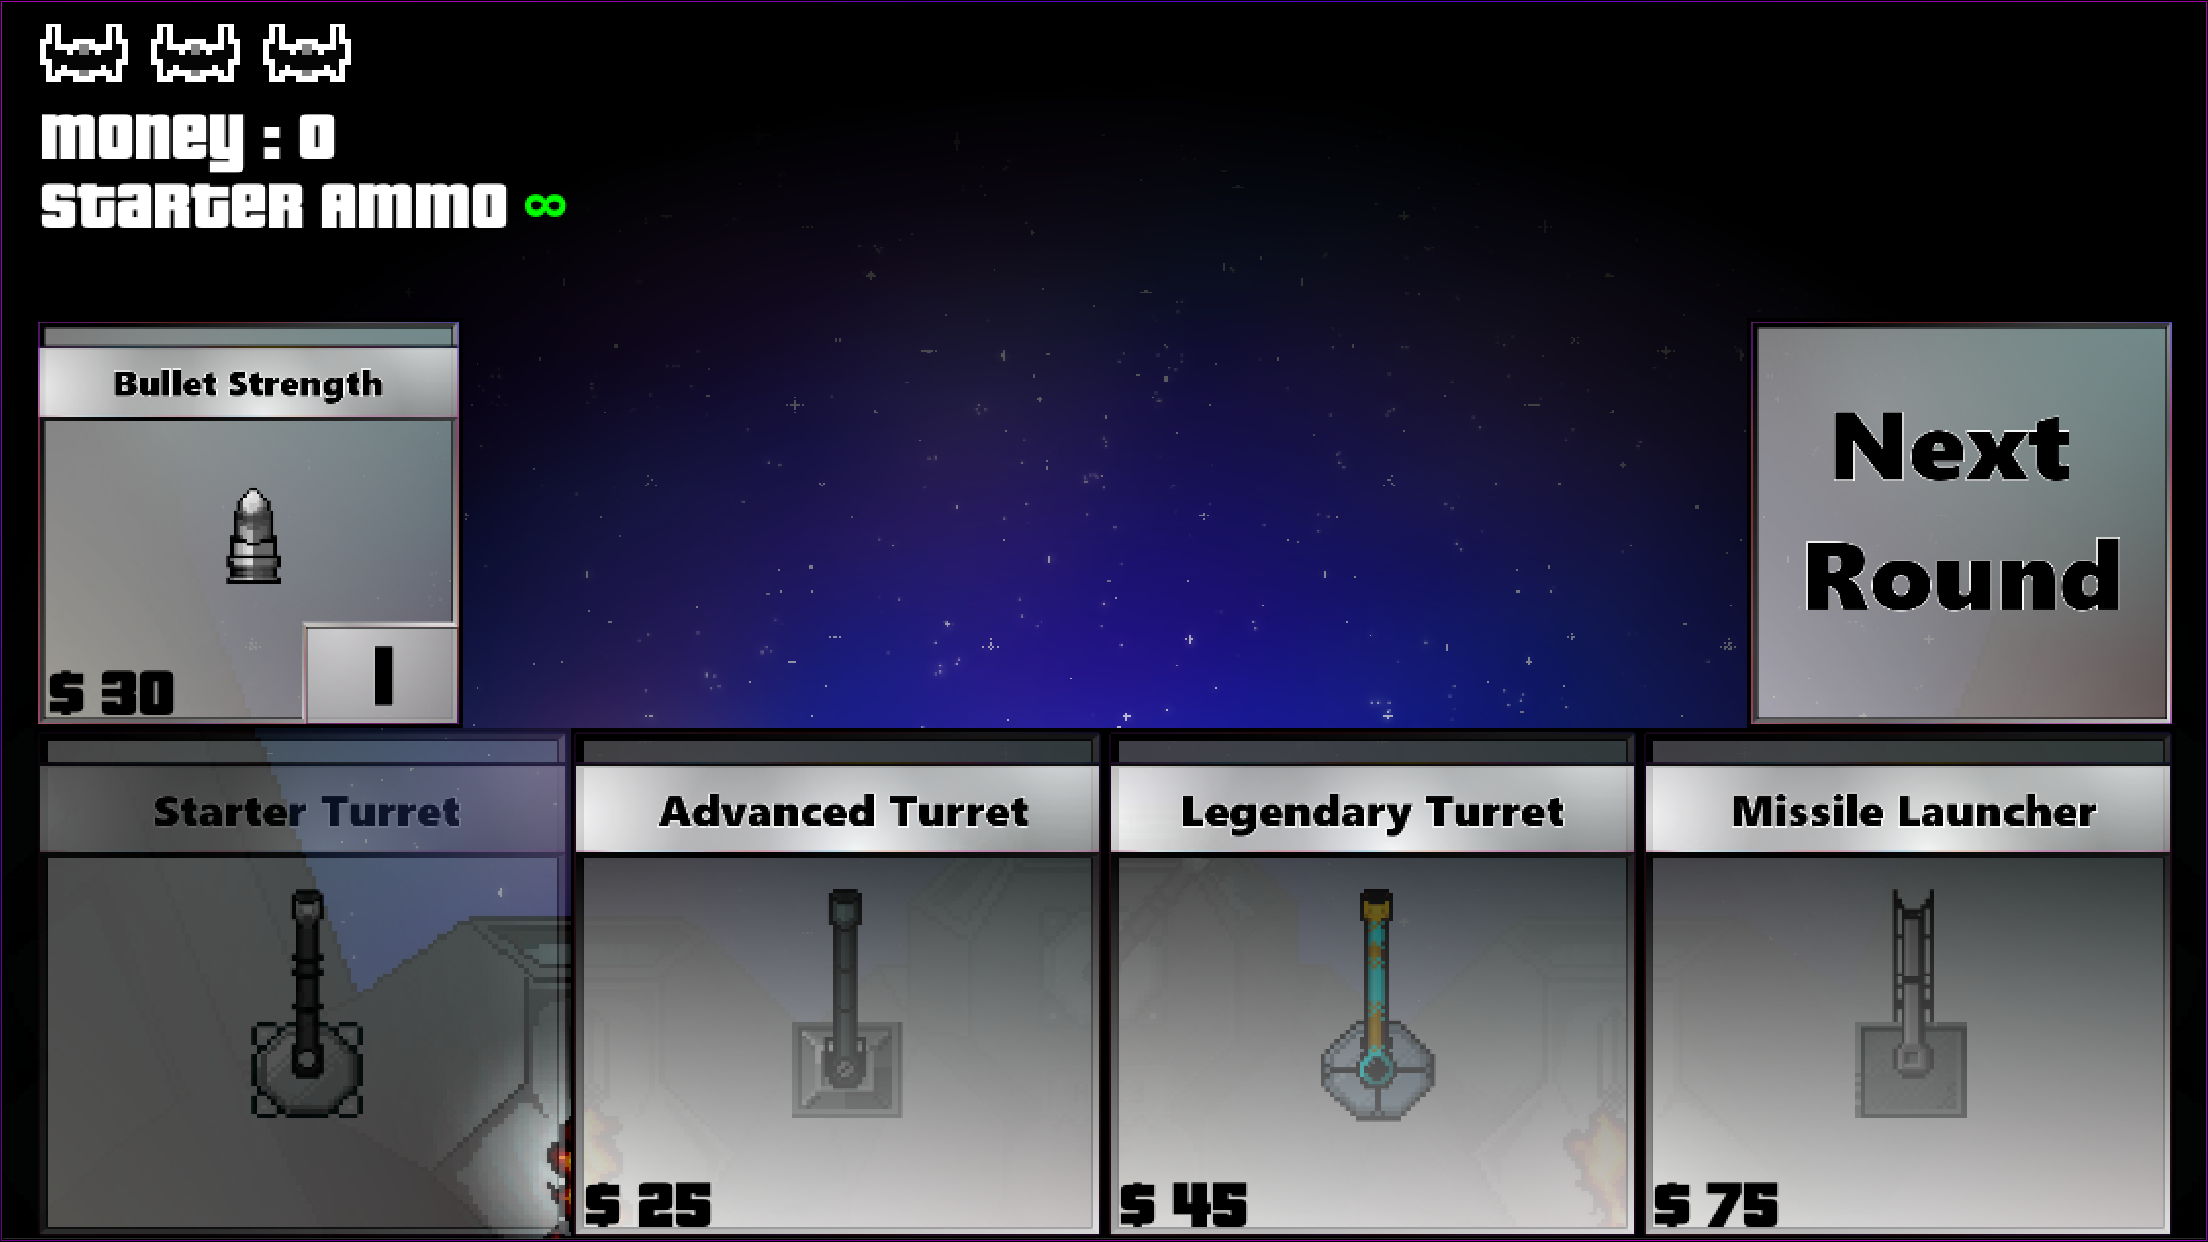 money : 0
STARTER AMMO ∞
Bullet Strength
$ 30
I
Next
Round
Starter Turret
Advanced Turret
$ 25
Legendary Turret
$ 45
Missile Launcher
$ 75